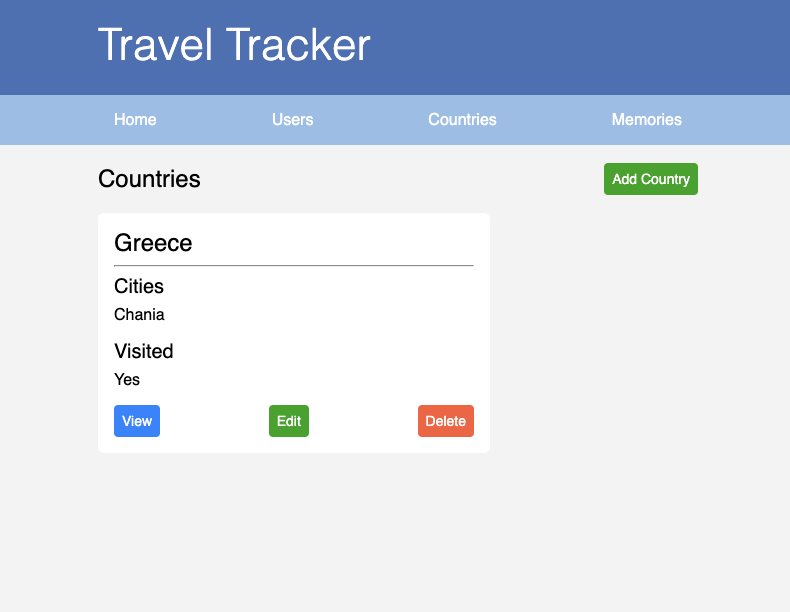 Travel Tracker
Home Users Countries Memories
Countries Add Country
Greece
Cities
Chania
Visited
Yes
View Edit Delete